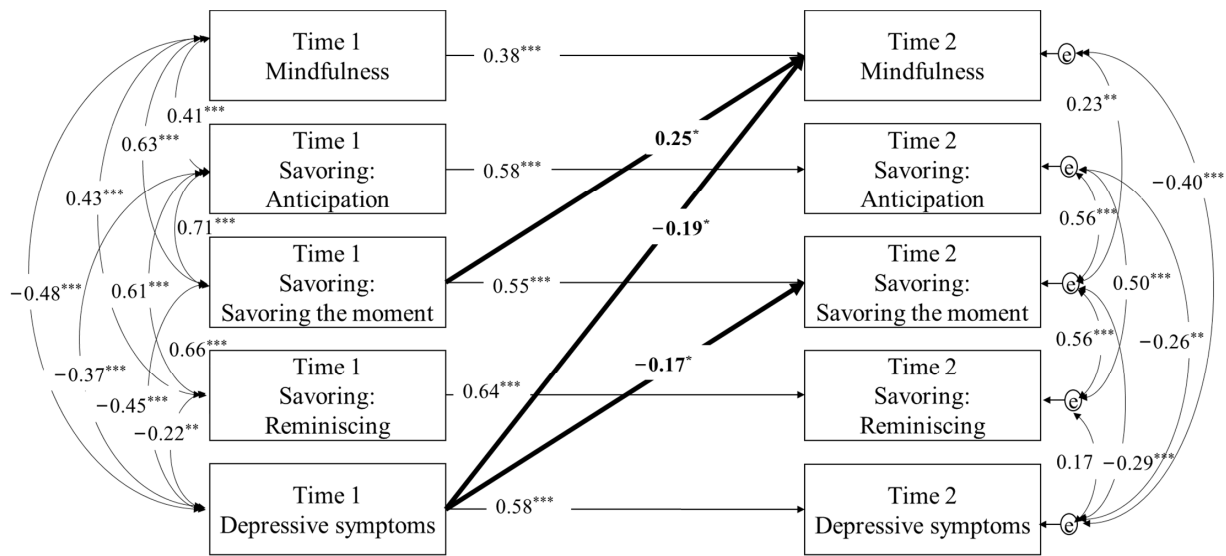 Time 1
Mindfulness
Time 1
Savoring:
Anticipation
Time 1
Savoring:
Savoring the moment
Time 1
Savoring:
Reminiscing
Time 1
Depressive symptoms
Time 2
Mindfulness
Time 2
Savoring:
Anticipation
Time 2
Savoring:
Savoring the moment
Time 2
Savoring:
Reminiscing
Time 2
Depressive symptoms
0.41***
0.63***
0.43***
0.71***
−0.48***
0.61***
0.66***
−0.37***
−0.45***
−0.22**
0.38***
0.25*
0.58***
−0.19*
0.55***
−0.17*
0.64***
0.58***
e
e
e
e
e
0.23**
−0.40***
0.56***
0.50***
0.56***
−0.26**
0.17
−0.29***